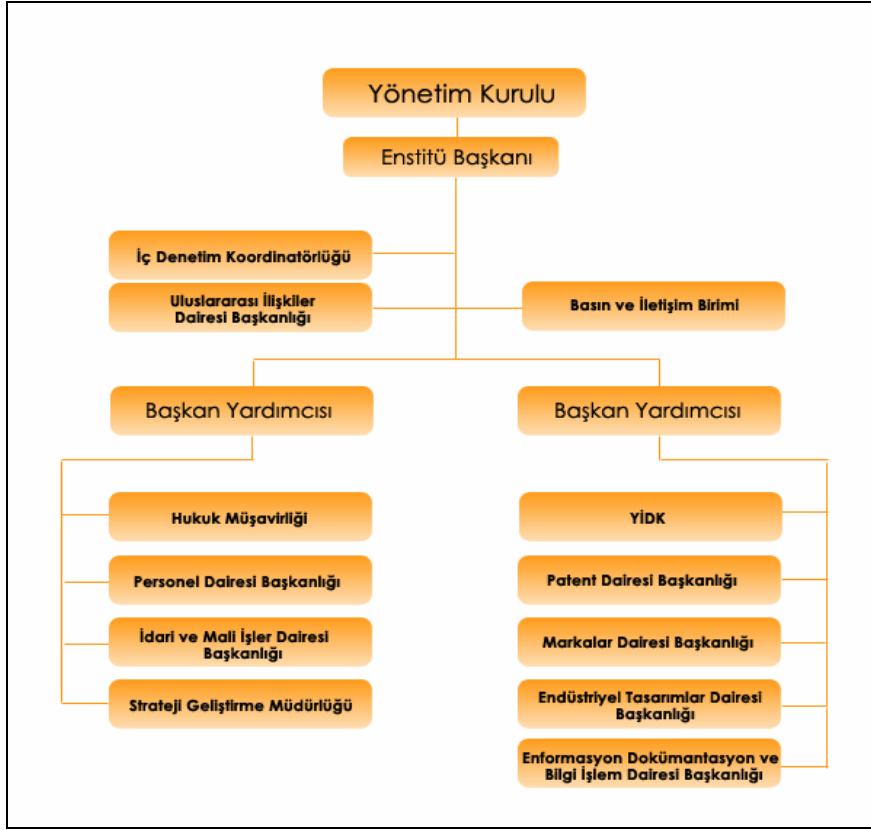 Yönetim Kurulu
Enstitü Başkanı
İç Denetim Koordinatörlüğü
Uluslararası İlişkiler
Dairesi Başkanlığı
Basın ve İletişim Birimi
Başkan Yardımcısı
Başkan Yardımcısı
Hukuk Müşavirliği
Personel Dairesi Başkanlığı
İdari ve Mali İşler Dairesi
Başkanlığı
Strateji Geliştirme Müdürlüğü
YİDK
Patent Dairesi Başkanlığı
Markalar Dairesi Başkanlığı
Endüstriyel Tasarımlar Dairesi
Başkanlığı
Enformasyon Dokümantasyon ve
Bilgi İşlem Dairesi Başkanlığı